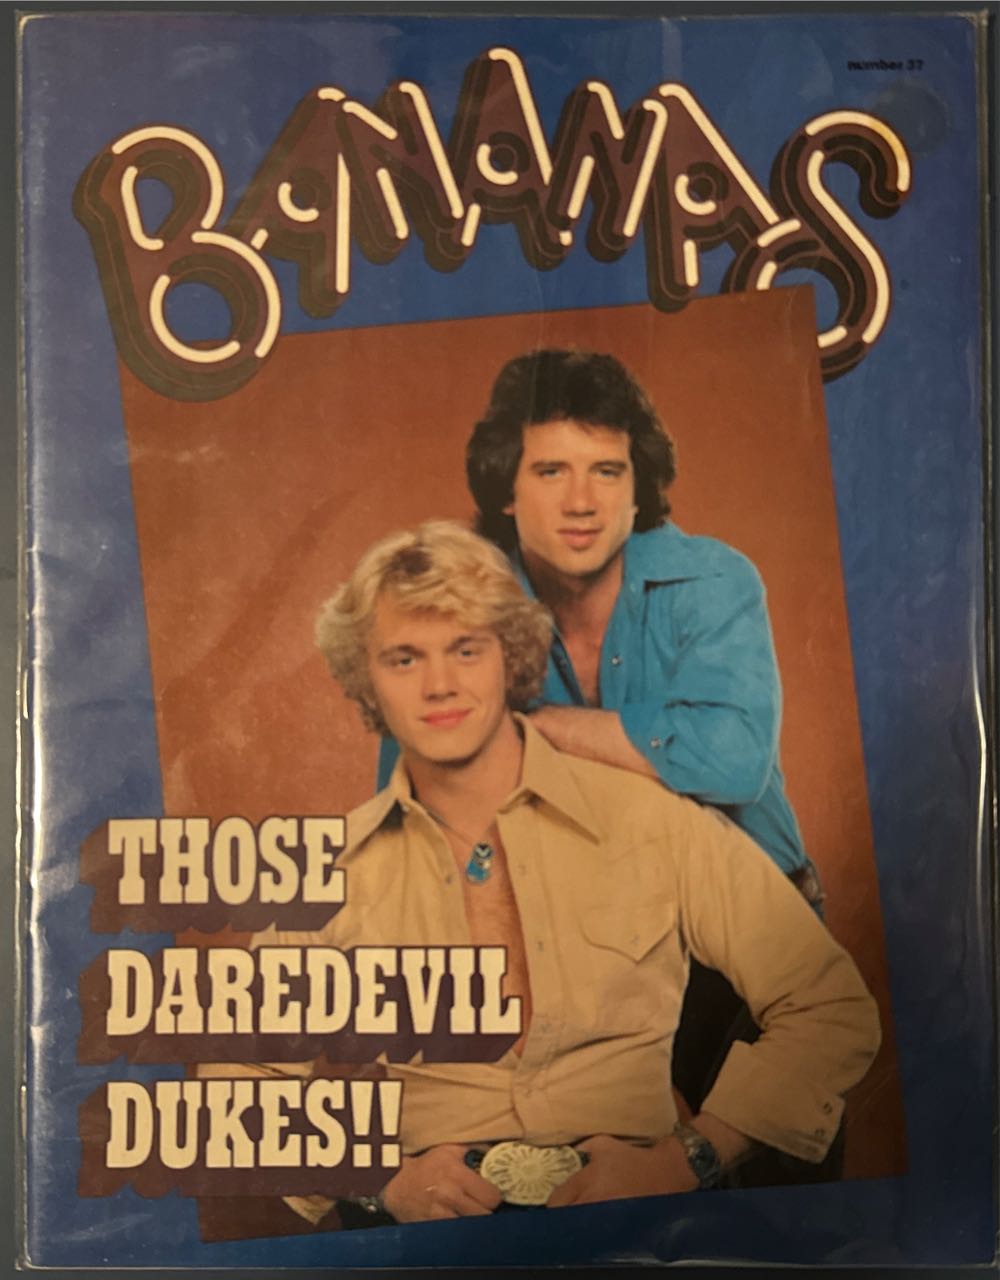 number 37
BANANAS
THOSE
DAREDEVIL
DUKES!!